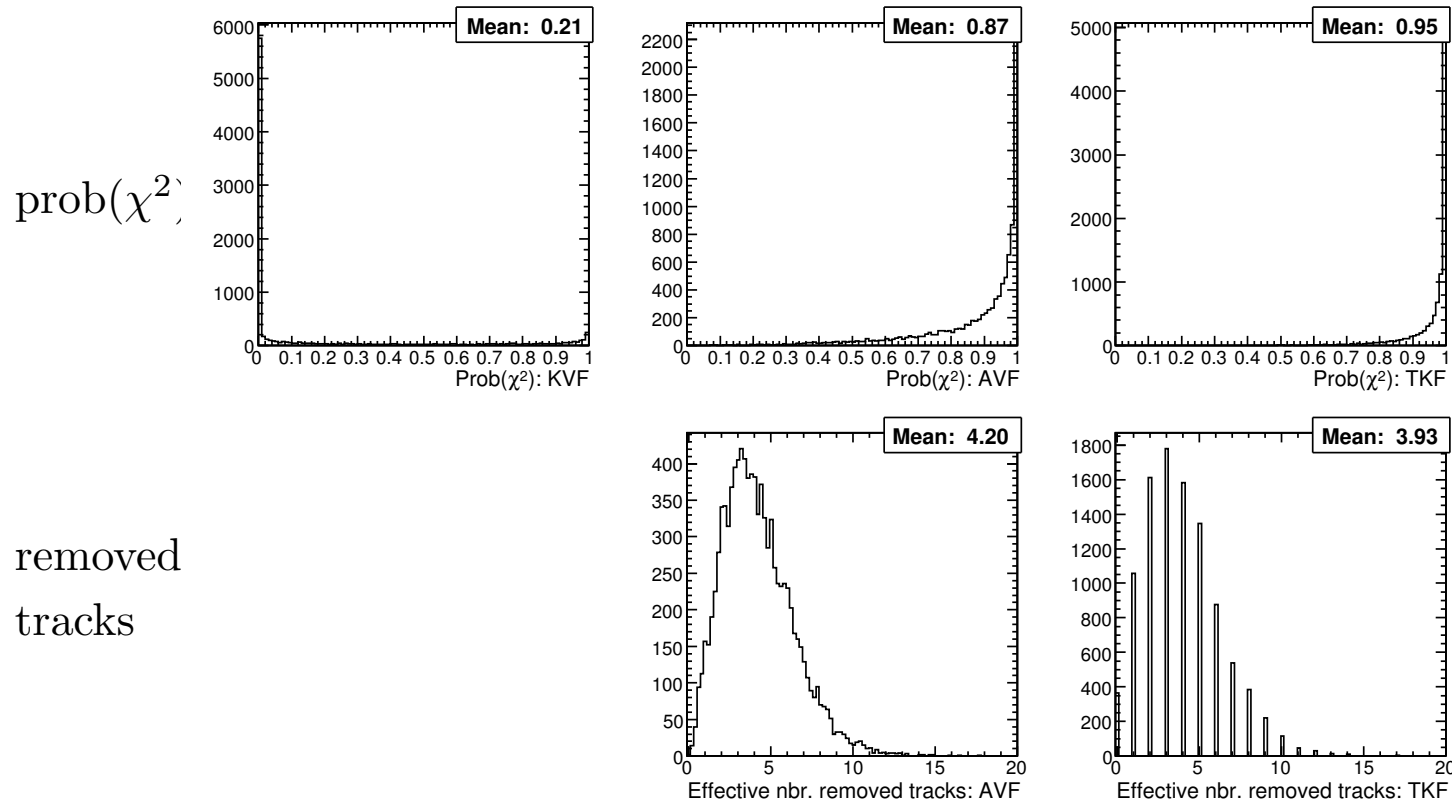 prob(χ²)
Mean: 0.21
6000
5000
4000
3000
2000
1000
0
0 0.1 0.2 0.3 0.4 0.5 0.6 0.7 0.8 0.9 1
Prob(χ²): KVF
Mean: 0.87
2200
2000
1800
1600
1400
1200
1000
800
600
400
200
0
0 0.1 0.2 0.3 0.4 0.5 0.6 0.7 0.8 0.9 1
Prob(χ²): AVF
Mean: 0.95
5000
4000
3000
2000
1000
0
0 0.1 0.2 0.3 0.4 0.5 0.6 0.7 0.8 0.9 1
Prob(χ²): TKF
removed
tracks
Mean: 4.20
400
350
300
250
200
150
100
50
0
0 5 10 15 20
Effective nbr. removed tracks: AVF
Mean: 3.93
1800
1600
1400
1200
1000
800
600
400
200
0
0 5 10 15 20
Effective nbr. removed tracks: TKF